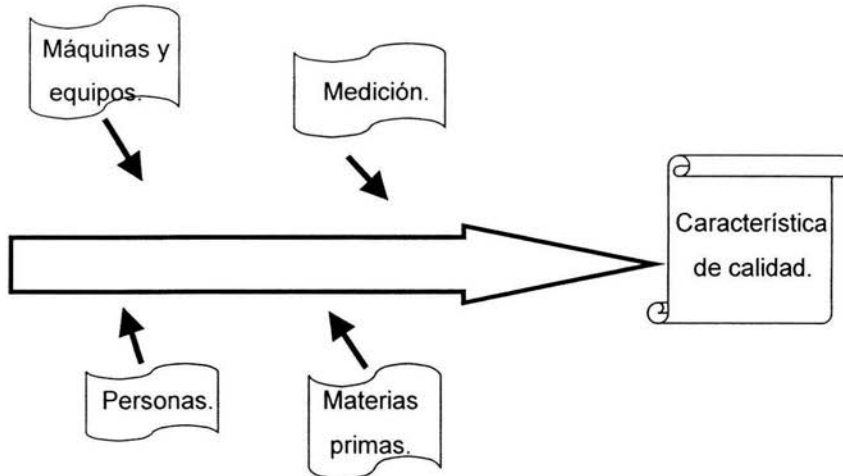 Máquinas y
equipos.
Medición.
Característica
de calidad.
Personas.
Materias
primas.